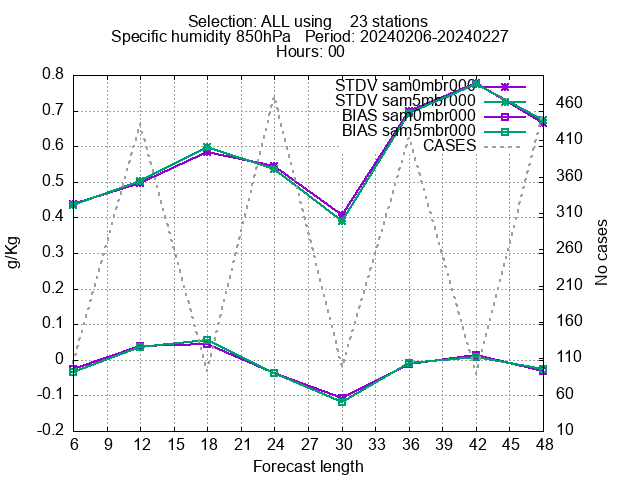 Selection: ALL using    23 stations
Specific humidity 850hPa   Period: 20240206-20240227
Hours: 00
STDV sam0mbr000
STDV sam5mbr000
BIAS sam0mbr000
BIAS sam5mbr000
CASES
0.8
0.7
0.6
0.5
0.4
0.3
0.2
0.1
0
-0.1
-0.2
g/Kg
460
410
360
310
260
210
160
110
60
10
No cases
6 9 12 15 18 21 24 27 30 33 36 39 42 45 48
Forecast length